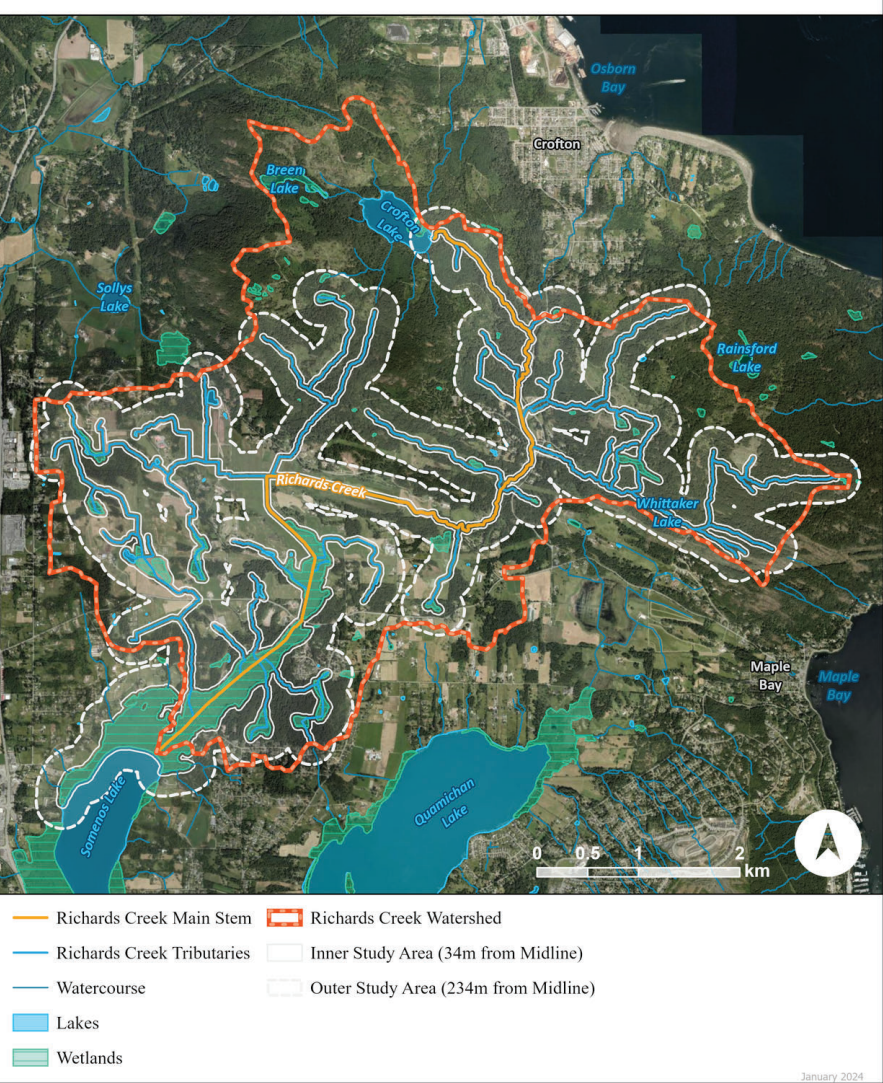 Osborn
Bay
Crofton
Breen
Lake
Crofton
Lake
Sollys
Lake
Rainsford
Lake
Richards Creek
Whittaker
Lake
Maple
Bay
Maple
Bay
Quamichan
Lake
Somenos Lake
0 0.5 1 2
km
Richards Creek Main Stem
Richards Creek Watershed
Richards Creek Tributaries
Inner Study Area (34m from Midline)
Watercourse
Outer Study Area (234m from Midline)
Lakes
Wetlands
January 2024